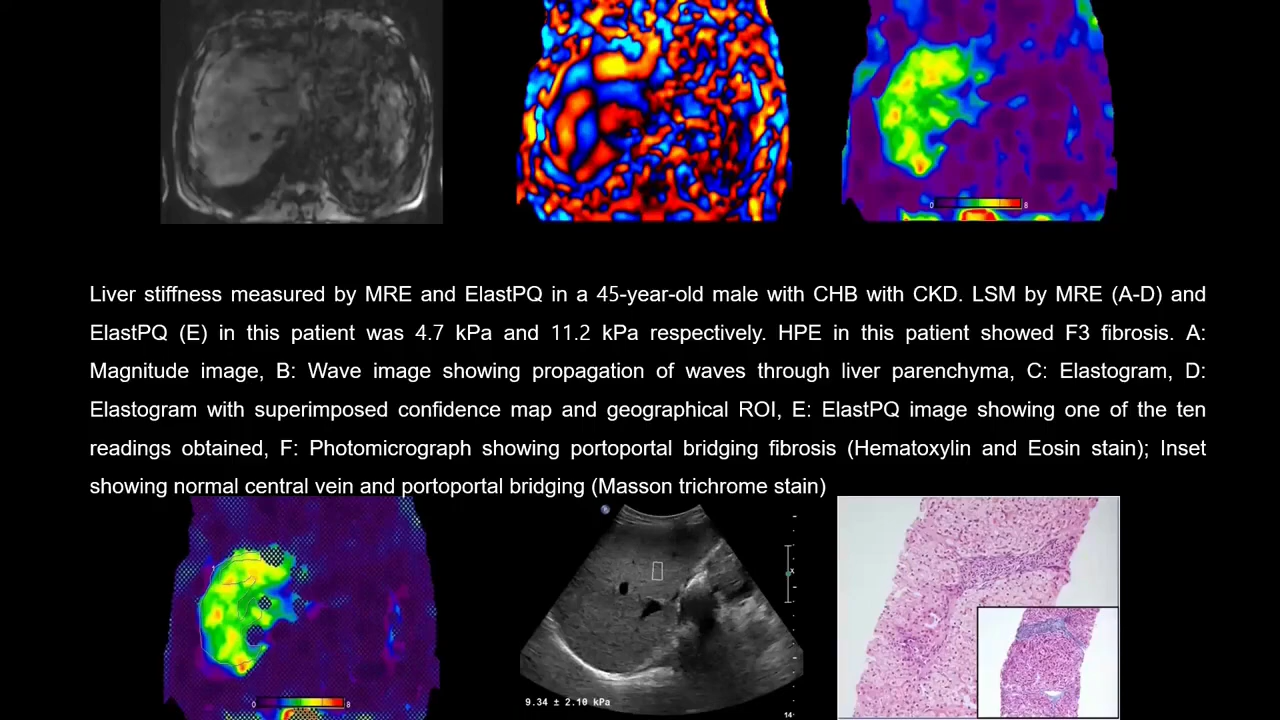 0 8
Liver stiffness measured by MRE and ElastPQ in a 45-year-old male with CHB with CKD. LSM by MRE (A-D) and
ElastPQ (E) in this patient was 4.7 kPa and 11.2 kPa respectively. HPE in this patient showed F3 fibrosis. A:
Magnitude image, B: Wave image showing propagation of waves through liver parenchyma, C: Elastogram, D:
Elastogram with superimposed confidence map and geographical ROI, E: ElastPQ image showing one of the ten
readings obtained, F: Photomicrograph showing portoportal bridging fibrosis (Hematoxylin and Eosin stain); Inset
showing normal central vein and portoportal bridging (Masson trichrome stain)
X
0 8
9.34 ± 2.10 kPa
14